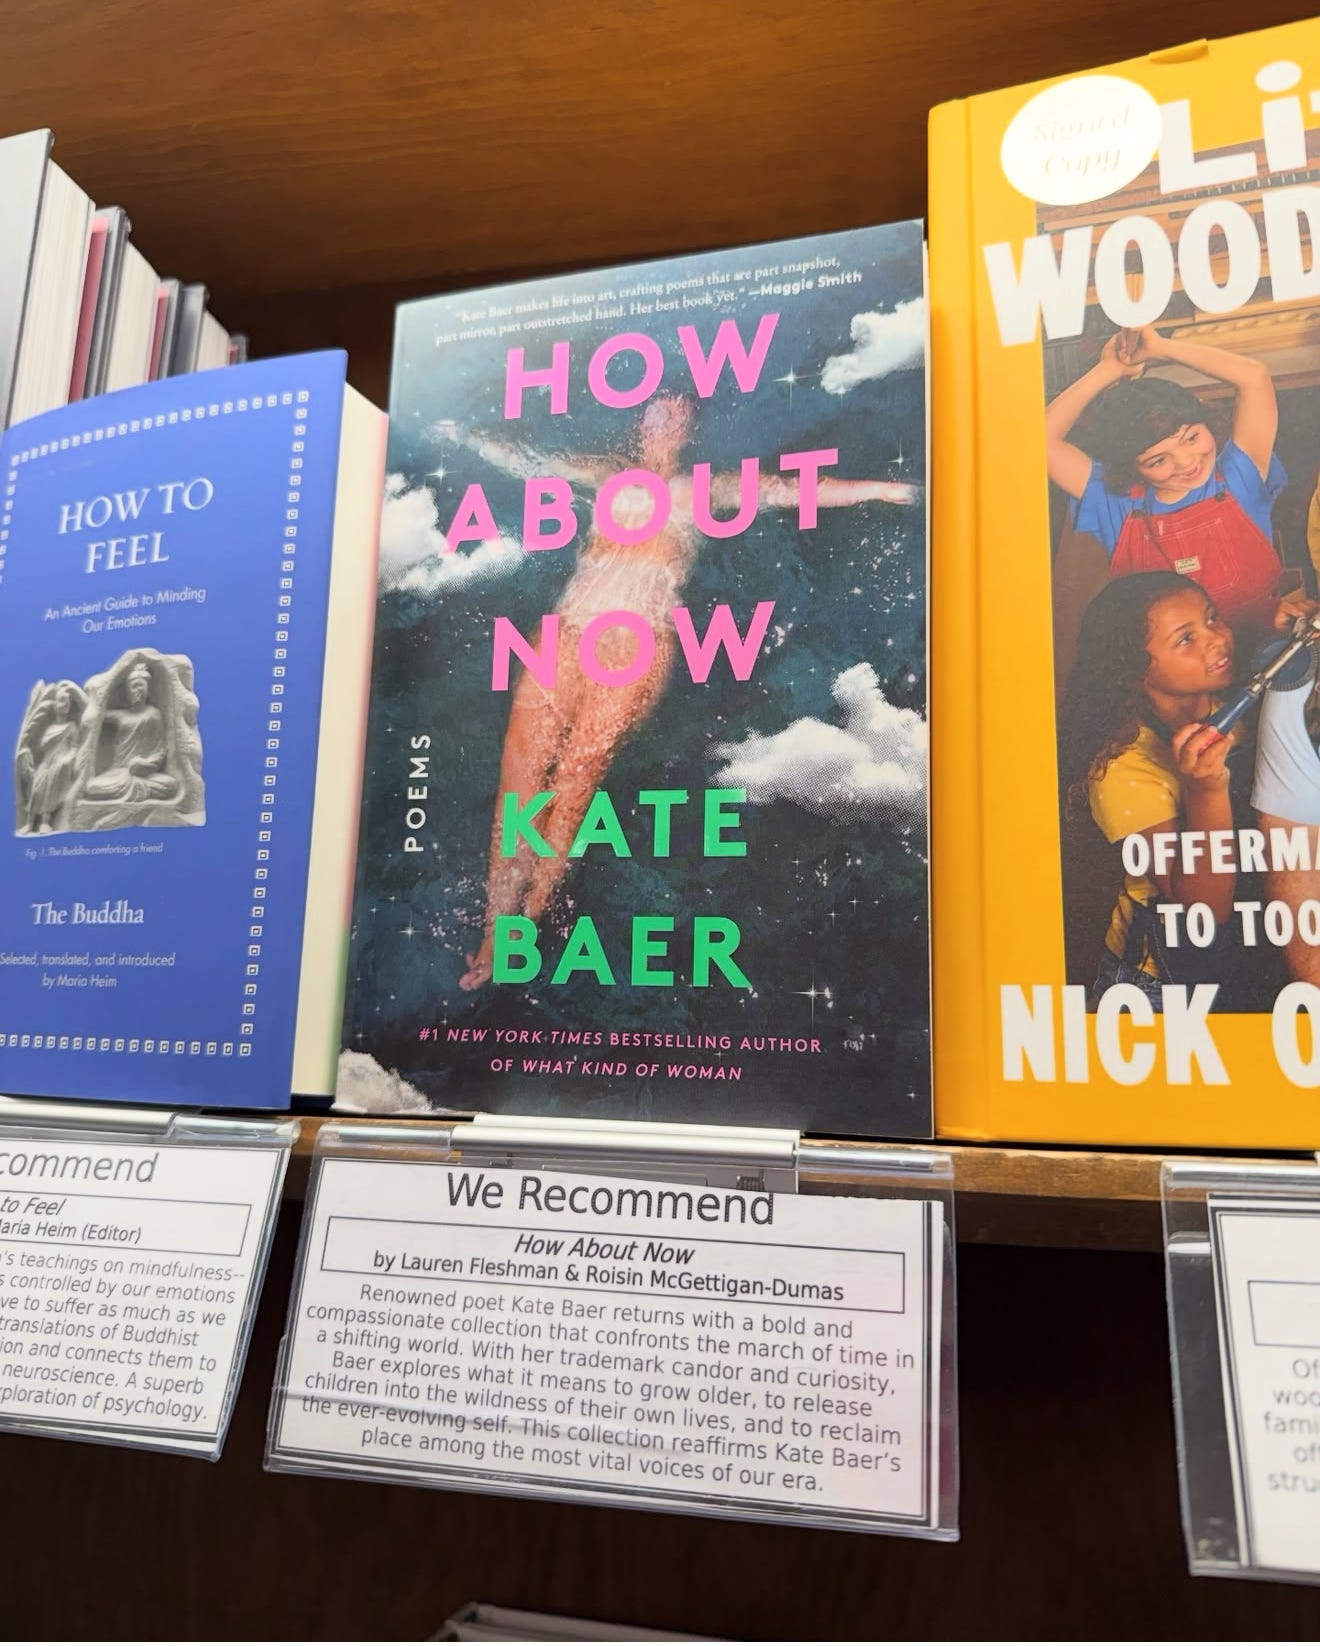 HOW TO
FEEL
An Ancient Guide to Minding
Our Emotions
Fig. 1. The Buddha comforting a friend
The Buddha
Selected, translated, and introduced
by Maria Heim
"Kate Baer makes life into art, crafting poems that are part snapshot,
part mirror, part outstretched hand. Her best book yet." —Maggie Smith
HOW
ABOUT
NOW
POEMS
KATE
BAER
#1 NEW YORK TIMES BESTSELLING AUTHOR
OF WHAT KIND OF WOMAN
Signed
Copy
Li
WOOD
OFFERMA
TO TOO
NICK O
commend
to Feel
Maria Heim (Editor)
's teachings on mindfulness--
s controlled by our emotions
ve to suffer as much as we
translations of Buddhist
ion and connects them to
neuroscience. A superb
ploration of psychology.
We Recommend
How About Now
by Lauren Fleshman & Roisin McGettigan-Dumas
Renowned poet Kate Baer returns with a bold and
compassionate collection that confronts the march of time in
a shifting world. With her trademark candor and curiosity,
Baer explores what it means to grow older, to release
children into the wildness of their own lives, and to reclaim
the ever-evolving self. This collection reaffirms Kate Baer's
place among the most vital voices of our era.
Of
woo
fami
of
stru